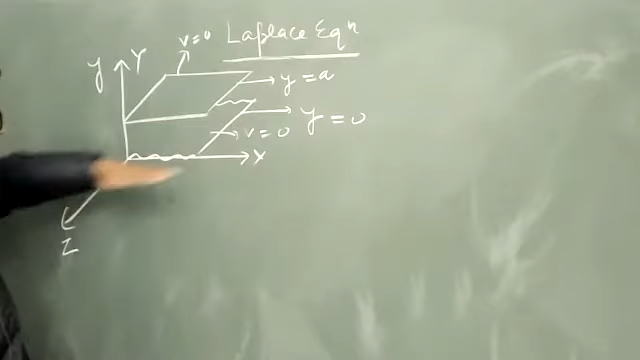 Laplace Eqⁿ
v=0
y
Y
y=a
y=0
v=0
X
Z